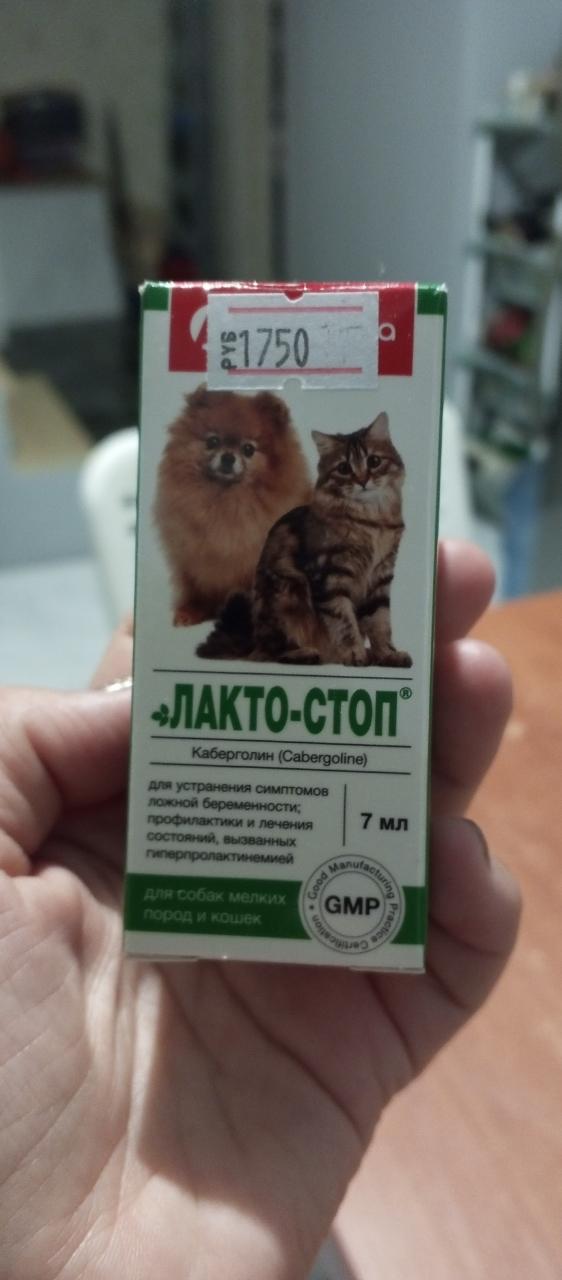 РУБ 1750
ЛАКТО-СТОП®
Каберголин (Cabergoline)
для устранения симптомов
ложной беременности;
профилактики и лечения
состояний, вызванных
гиперпролактинемией
7 мл
для собак мелких
пород и кошек
Good Manufacturing Practice Certification
GMP